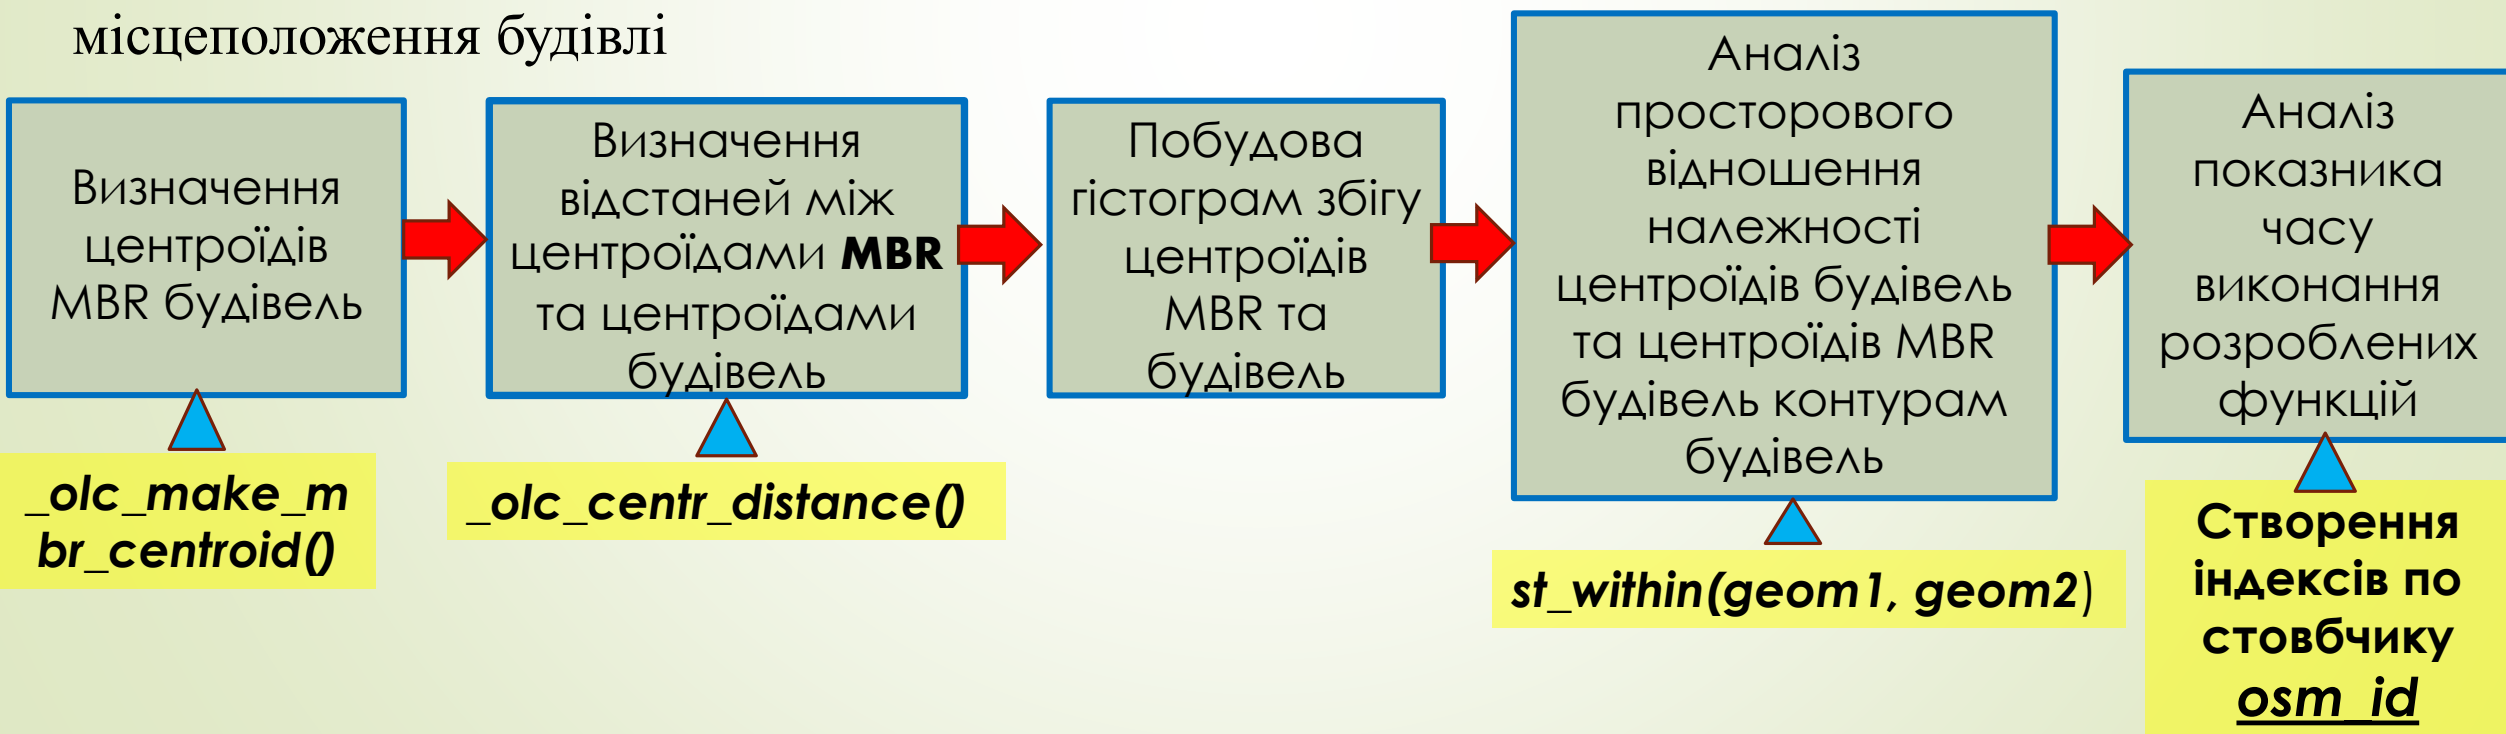 місцеположення будівлі
Визначення
центроїдів
MBR будівель
Визначення
відстаней між
центроїдами MBR
та центроїдами
будівель
Побудова
гістограм збігу
центроїдів
MBR та
будівель
Аналіз
просторового
відношення
належності
центроїдів будівель
та центроїдів MBR
будівель контурам
будівель
Аналіз
показника
часу
виконання
розроблених
функцій
_olc_make_m
br_centroid()
_olc_centr_distance()
st_within(geom1, geom2)
Створення
індексів по
стовбчику
osm_id